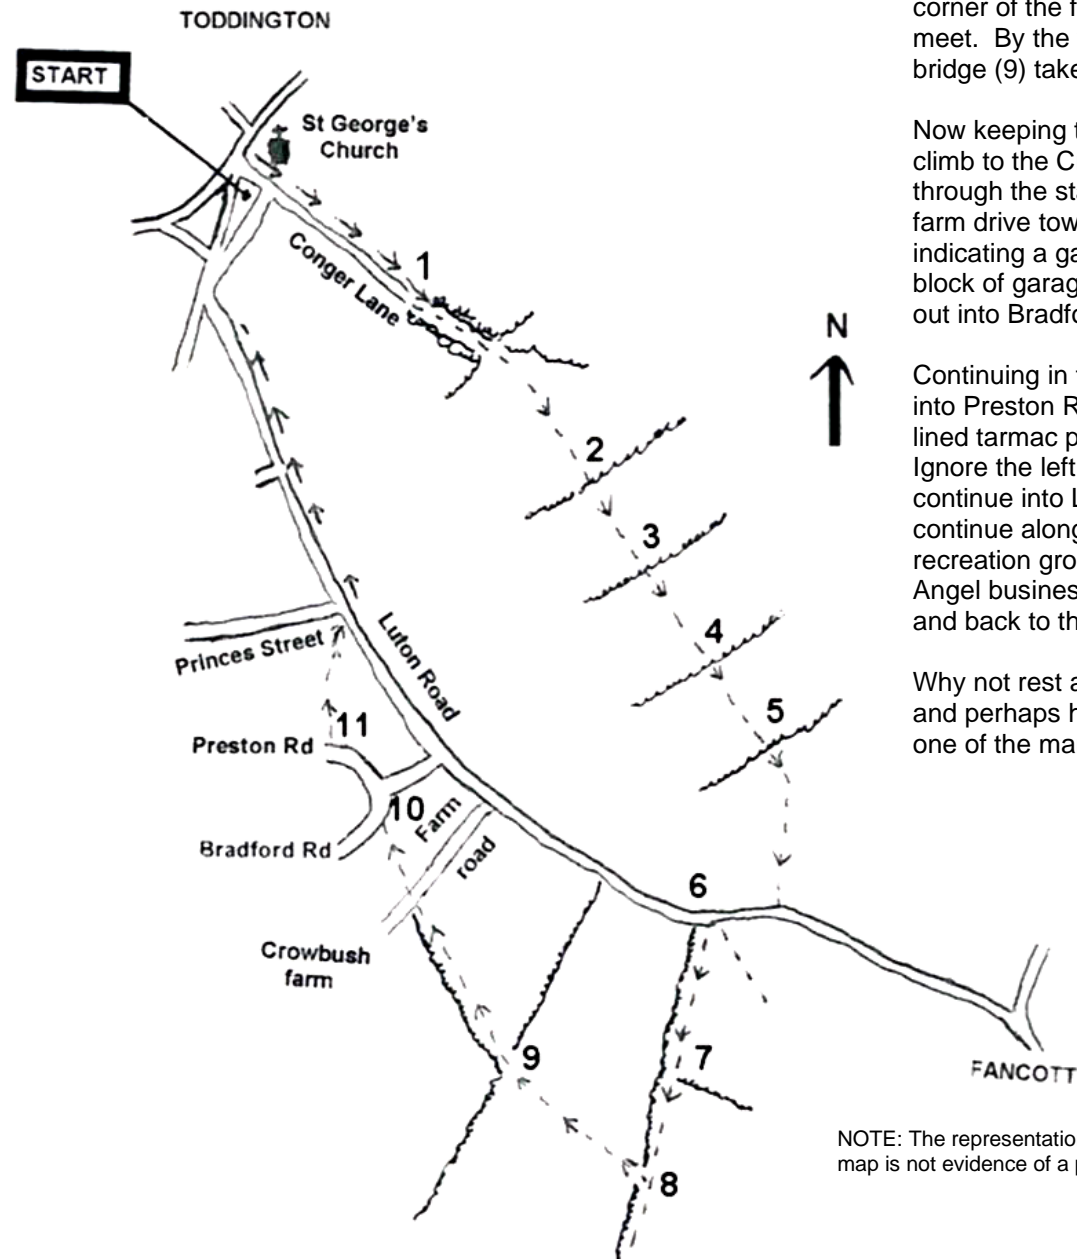 TODDINGTON
START
St George's
Church
Conger Lane
1
N
2
3
4
5
Luton Road
Princes Street
11
Preston Rd
10
Farm
road
Bradford Rd
6
Crowbush
farm
9
7
FANCOTT
8
corner of the f
meet. By the
bridge (9) take
Now keeping t
climb to the C
through the sta
farm drive tow
indicating a ga
block of garag
out into Bradfo
Continuing in t
into Preston R
lined tarmac p
Ignore the left
continue into L
continue along
recreation gro
Angel busines
and back to th
Why not rest a
and perhaps h
one of the ma
NOTE: The representatio
map is not evidence of a p